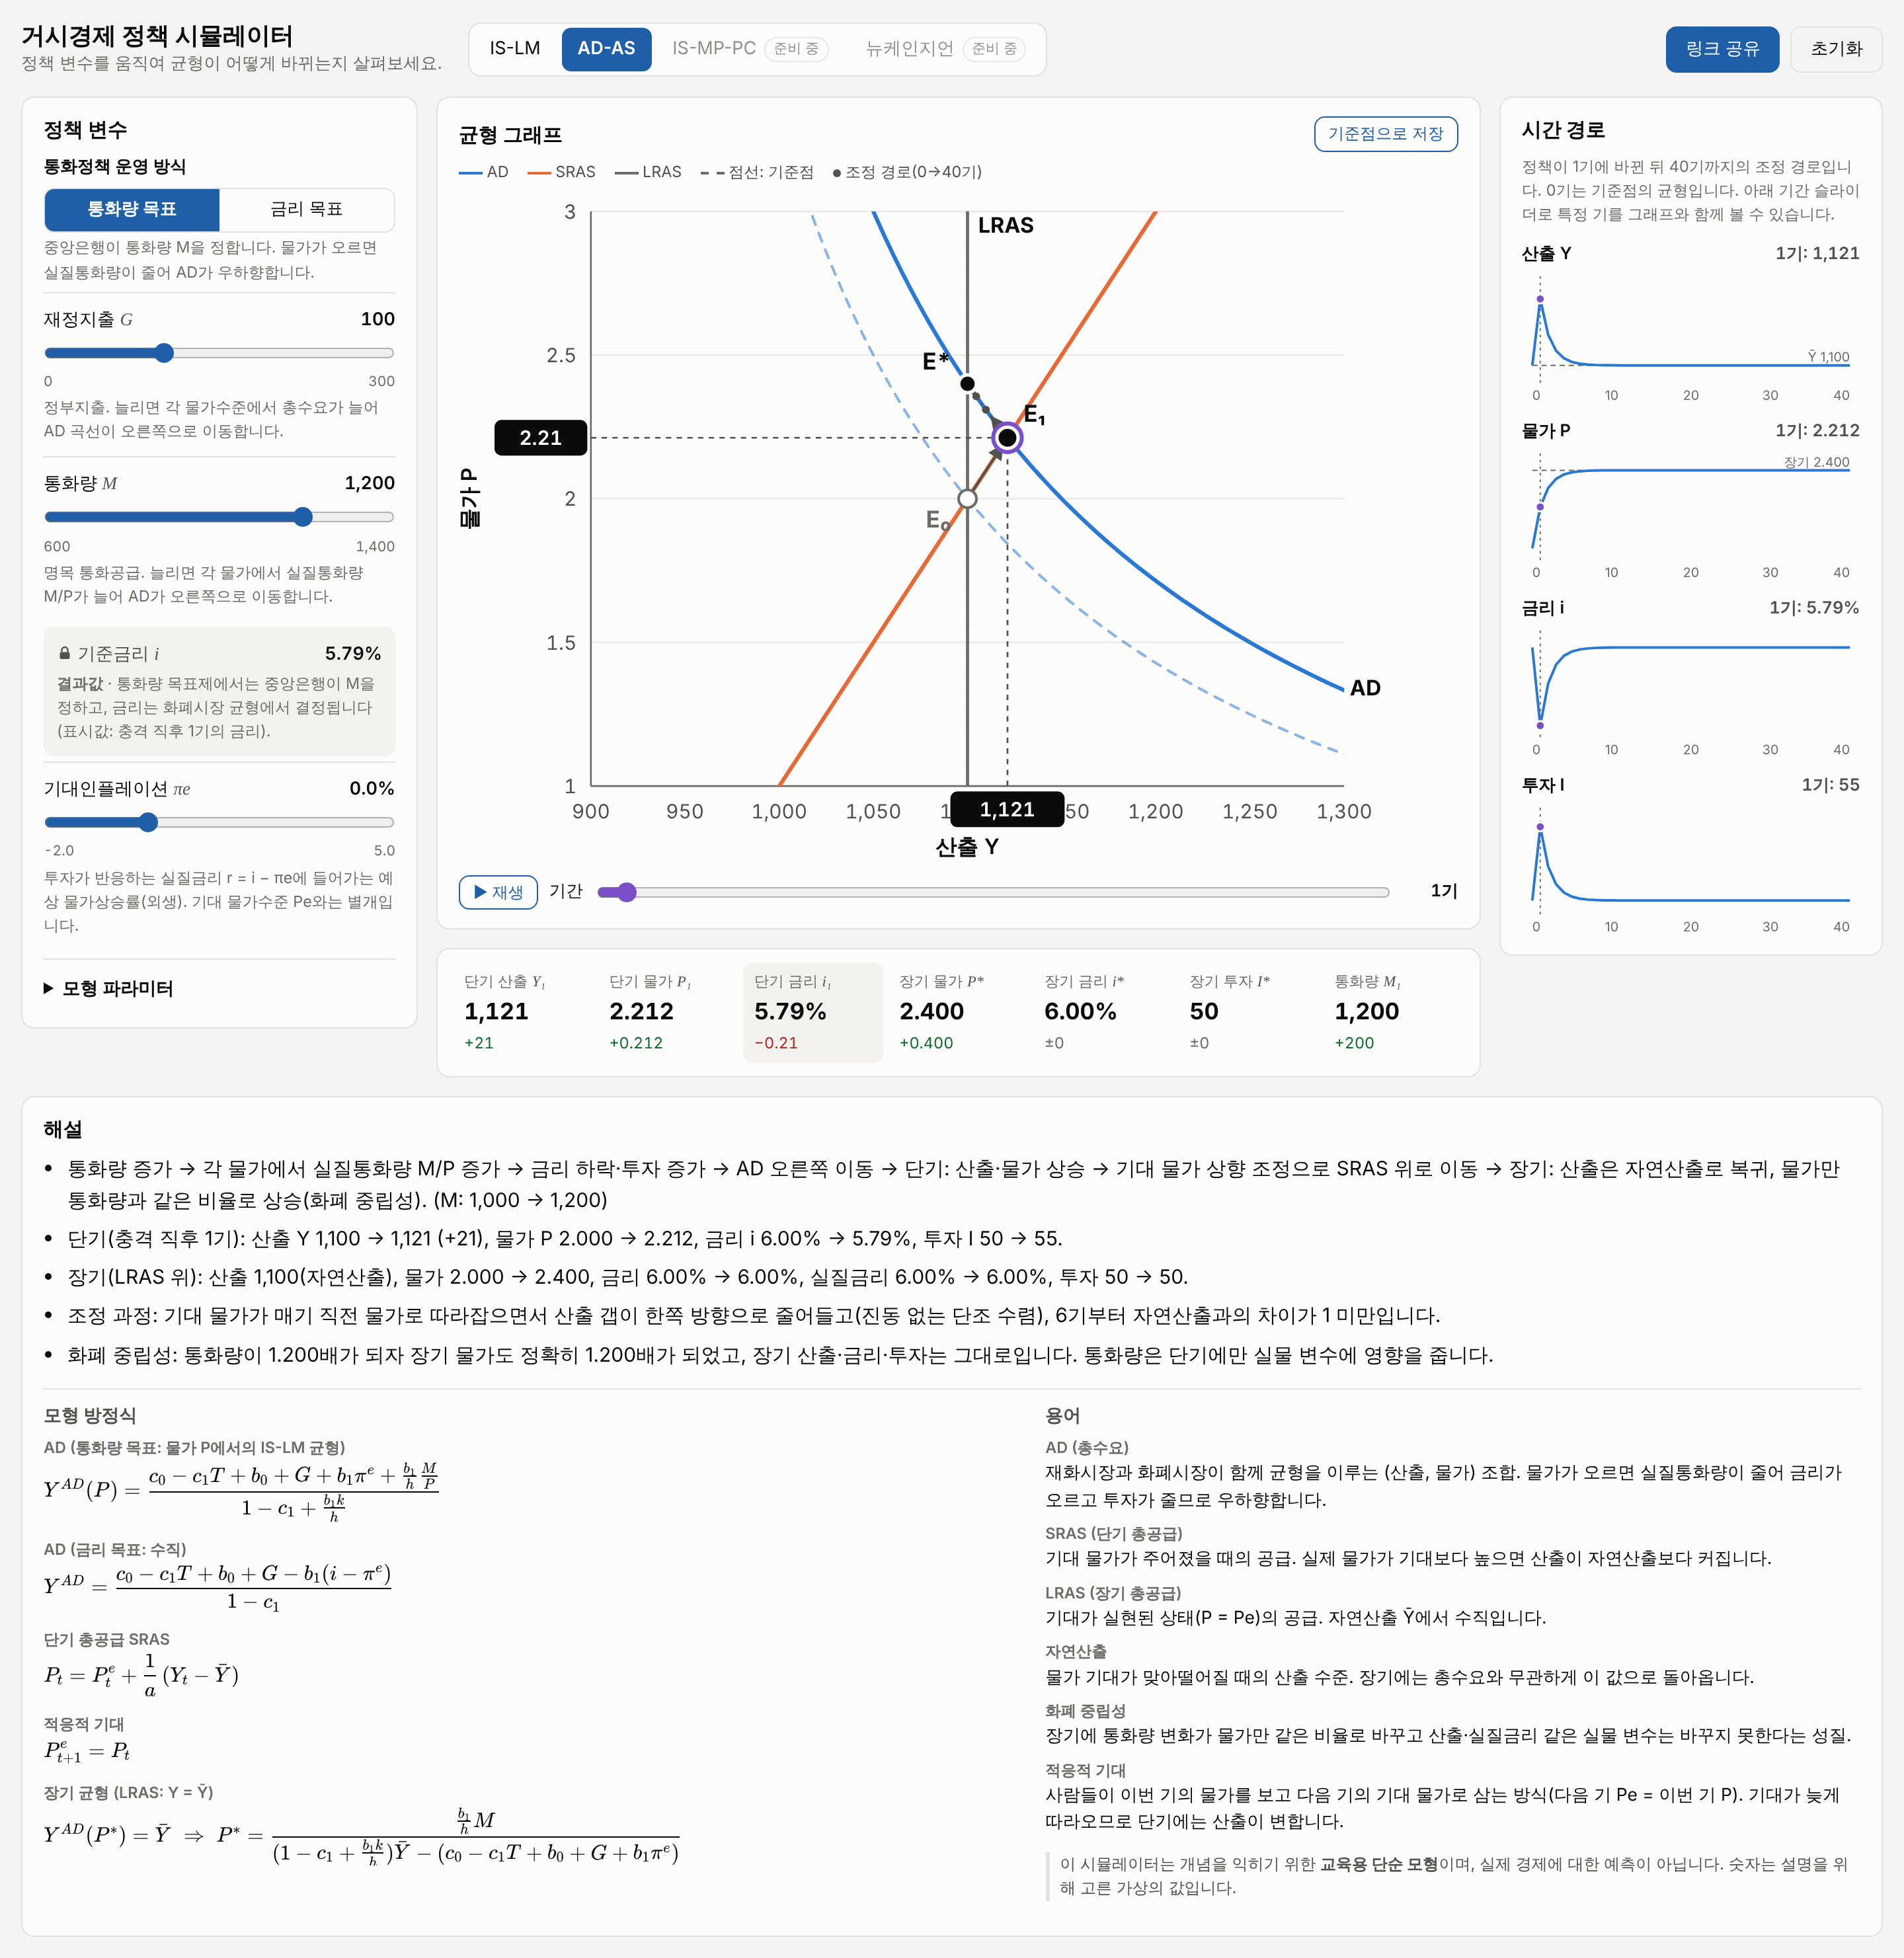 거시경제 정책 시뮬레이터
정책 변수를 움직여 균형이 어떻게 바뀌는지 살펴보세요.
IS-LM
AD-AS
IS-MP-PC 준비 중
뉴케인지언 준비 중
링크 공유
초기화
정책 변수
통화정책 운영 방식
통화량 목표
금리 목표
중앙은행이 통화량 M을 정합니다. 물가가 오르면
실질통화량이 줄어 AD가 우하향합니다.
재정지출 G 100
0 300
정부지출. 늘리면 각 물가수준에서 총수요가 늘어
AD 곡선이 오른쪽으로 이동합니다.
통화량 M 1,200
600 1,400
명목 통화공급. 늘리면 각 물가에서 실질통화량
M/P가 늘어 AD가 오른쪽으로 이동합니다.
기준금리 i 5.79%
결과값 · 통화량 목표제에서는 중앙은행이 M을
정하고, 금리는 화폐시장 균형에서 결정됩니다
(표시값: 충격 직후 1기의 금리).
기대인플레이션 πe 0.0%
-2.0 5.0
투자가 반응하는 실질금리 r = i − πe에 들어가는 예
상 물가상승률(외생). 기대 물가수준 Pe와는 별개입
니다.
▶ 모형 파라미터
균형 그래프
기준점으로 저장
AD SRAS LRAS 점선: 기준점 조정 경로(0→40기)
3
2.5
2.21
2
1.5
1
물가 P
LRAS
E*
E₁
E₀
AD
900 950 1,000 1,050 1 1,121 50 1,200 1,250 1,300
산출 Y
▶ 재생 기간 1기
단기 산출 Y₁
1,121
+21
단기 물가 P₁
2.212
+0.212
단기 금리 i₁
5.79%
−0.21
장기 물가 P*
2.400
+0.400
장기 금리 i*
6.00%
±0
장기 투자 I*
50
±0
통화량 M₁
1,200
+200
시간 경로
정책이 1기에 바뀐 뒤 40기까지의 조정 경로입니
다. 0기는 기준점의 균형입니다. 아래 기간 슬라이
더로 특정 기를 그래프와 함께 볼 수 있습니다.
산출 Y 1기: 1,121
Ȳ 1,100
0 10 20 30 40
물가 P 1기: 2.212
장기 2.400
0 10 20 30 40
금리 i 1기: 5.79%
0 10 20 30 40
투자 I 1기: 55
0 10 20 30 40
해설
• 통화량 증가 → 각 물가에서 실질통화량 M/P 증가 → 금리 하락·투자 증가 → AD 오른쪽 이동 → 단기: 산출·물가 상승 → 기대 물가 상향 조정으로 SRAS 위로 이동 → 장기: 산출은 자연산출로 복귀, 물가만
통화량과 같은 비율로 상승(화폐 중립성). (M: 1,000 → 1,200)
• 단기(충격 직후 1기): 산출 Y 1,100 → 1,121 (+21), 물가 P 2.000 → 2.212, 금리 i 6.00% → 5.79%, 투자 I 50 → 55.
• 장기(LRAS 위): 산출 1,100(자연산출), 물가 2.000 → 2.400, 금리 6.00% → 6.00%, 실질금리 6.00% → 6.00%, 투자 50 → 50.
• 조정 과정: 기대 물가가 매기 직전 물가로 따라잡으면서 산출 갭이 한쪽 방향으로 줄어들고(진동 없는 단조 수렴), 6기부터 자연산출과의 차이가 1 미만입니다.
• 화폐 중립성: 통화량이 1.200배가 되자 장기 물가도 정확히 1.200배가 되었고, 장기 산출·금리·투자는 그대로입니다. 통화량은 단기에만 실물 변수에 영향을 줍니다.
모형 방정식
AD (통화량 목표: 물가 P에서의 IS-LM 균형)
Y^{AD}(P) = \frac{c_0 − c_1T + b_0 + G + b_1π^e + \frac{b_1}{h}\frac{M}{P}}{1 − c_1 + \frac{b_1k}{h}}
AD (금리 목표: 수직)
Y^{AD} = \frac{c_0 − c_1T + b_0 + G − b_1(i − π^e)}{1 − c_1}
단기 총공급 SRAS
P_t = P_t^e + \frac{1}{a}(Y_t − Ȳ)
적응적 기대
P_{t+1}^e = P_t
장기 균형 (LRAS: Y = Ȳ)
Y^{AD}(P*) = Ȳ ⇒ P* = \frac{\frac{b_1}{h}M}{(1 − c_1 + \frac{b_1k}{h})Ȳ − (c_0 − c_1T + b_0 + G + b_1π^e)}
용어
AD (총수요)
재화시장과 화폐시장이 함께 균형을 이루는 (산출, 물가) 조합. 물가가 오르면 실질통화량이 줄어 금리가
오르고 투자가 줄므로 우하향합니다.
SRAS (단기 총공급)
기대 물가가 주어졌을 때의 공급. 실제 물가가 기대보다 높으면 산출이 자연산출보다 커집니다.
LRAS (장기 총공급)
기대가 실현된 상태(P = Pe)의 공급. 자연산출 Ȳ에서 수직입니다.
자연산출
물가 기대가 맞아떨어질 때의 산출 수준. 장기에는 총수요와 무관하게 이 값으로 돌아옵니다.
화폐 중립성
장기에 통화량 변화가 물가만 같은 비율로 바꾸고 산출·실질금리 같은 실물 변수는 바꾸지 못한다는 성질.
적응적 기대
사람들이 이번 기의 물가를 보고 다음 기의 기대 물가로 삼는 방식(다음 기 Pe = 이번 기 P). 기대가 늦게
따라오므로 단기에는 산출이 변합니다.
이 시뮬레이터는 개념을 익히기 위한 교육용 단순 모형이며, 실제 경제에 대한 예측이 아닙니다. 숫자는 설명을 위
해 고른 가상의 값입니다.